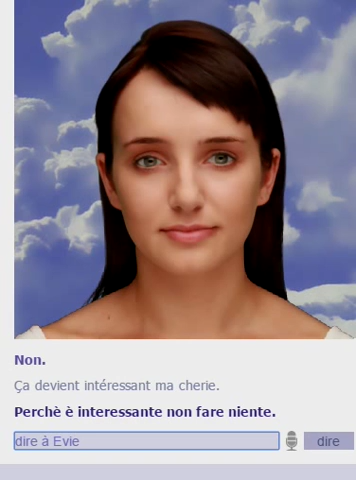 Non.
Ça devient intéressant ma cherie.
Perchè è interessante non fare niente.
dire à Evie
dire